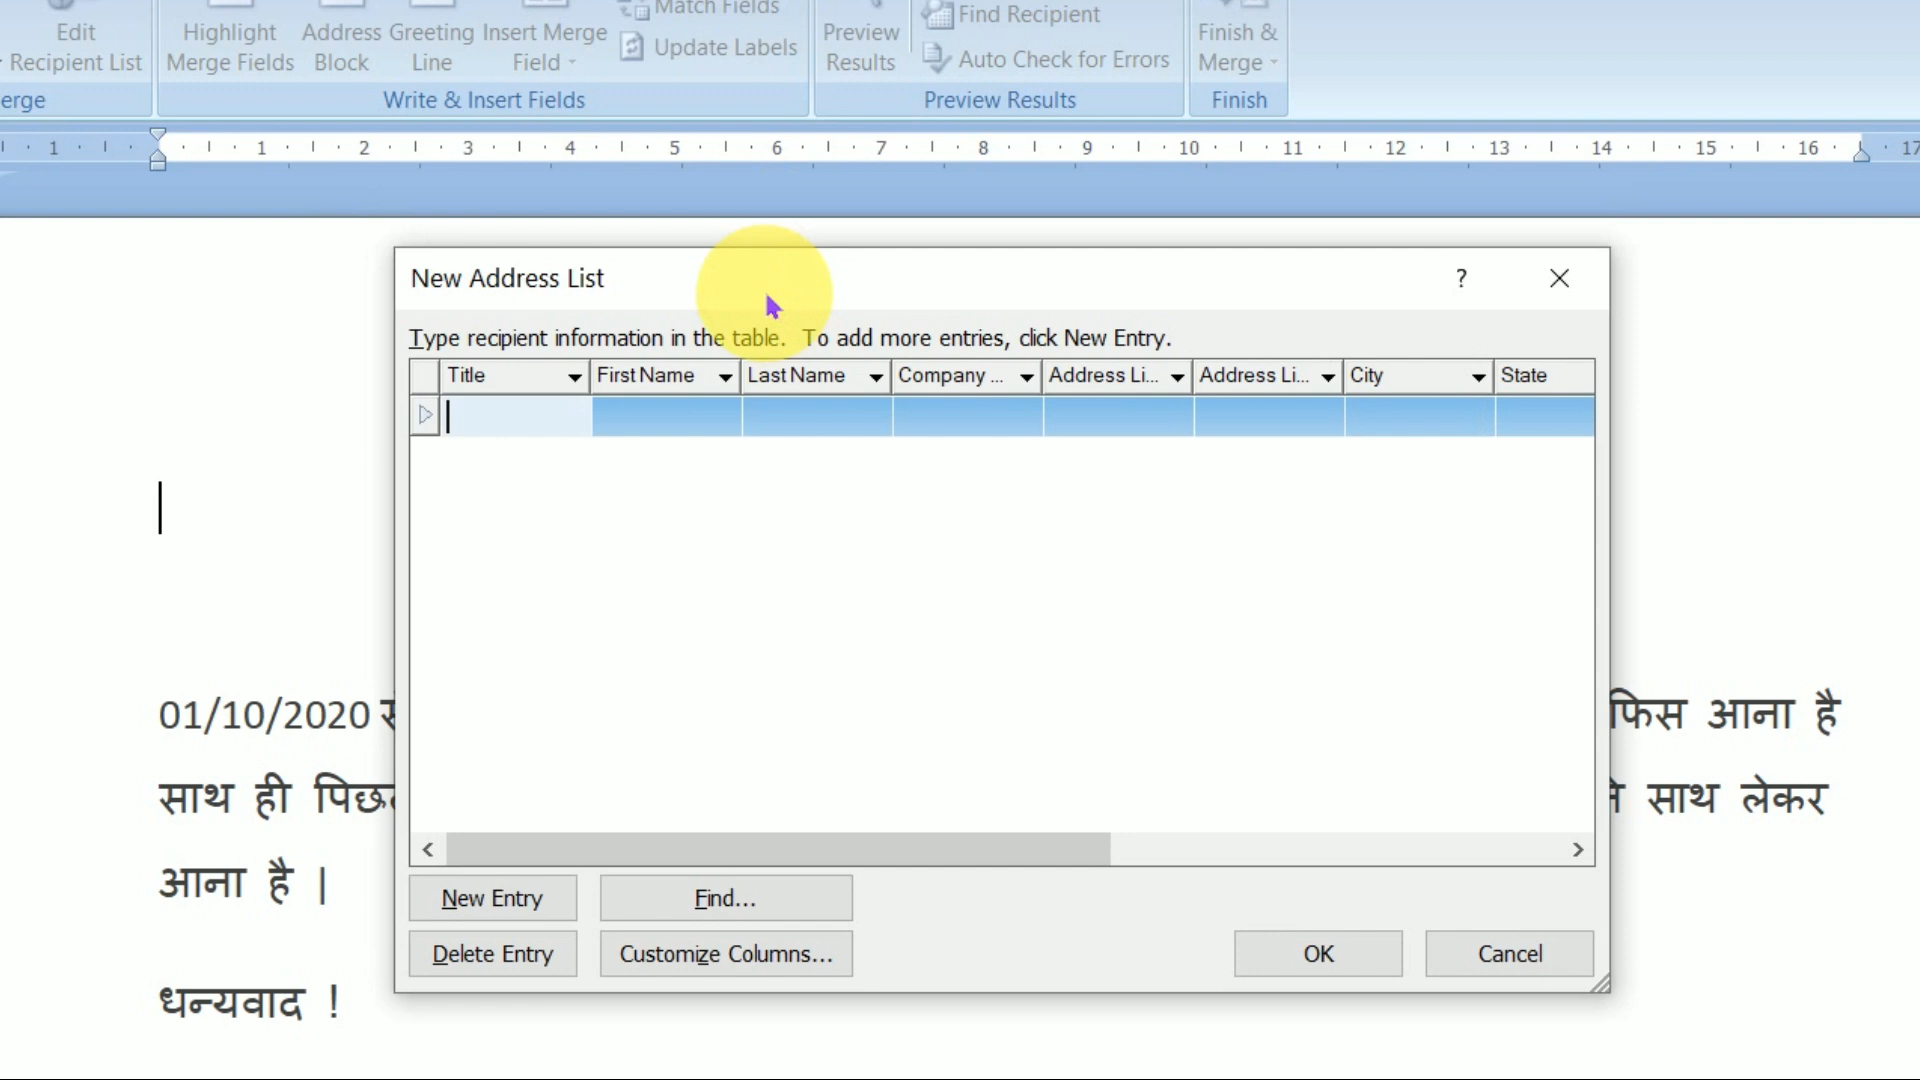 Match Fields
Find Recipient
Edit
Recipient List
Highlight
Merge Fields
Address
Block
Greeting
Line
Insert Merge
Field
Update Labels
Preview
Results
Auto Check for Errors
Finish &
Merge
erge
Write & Insert Fields
Preview Results
Finish
1 1 2 3 4 5 6 7 8 9 10 11 12 13 14 15 16 17
New Address List
?
Type recipient information in the table. To add more entries, click New Entry.
Title First Name Last Name Company ... Address Li... Address Li... City State
01/10/2020
फिस आना है
साथ ही पिछ
साथ लेकर
आना है |
New Entry
Find...
Delete Entry
Customize Columns...
OK
Cancel
धन्यवाद !